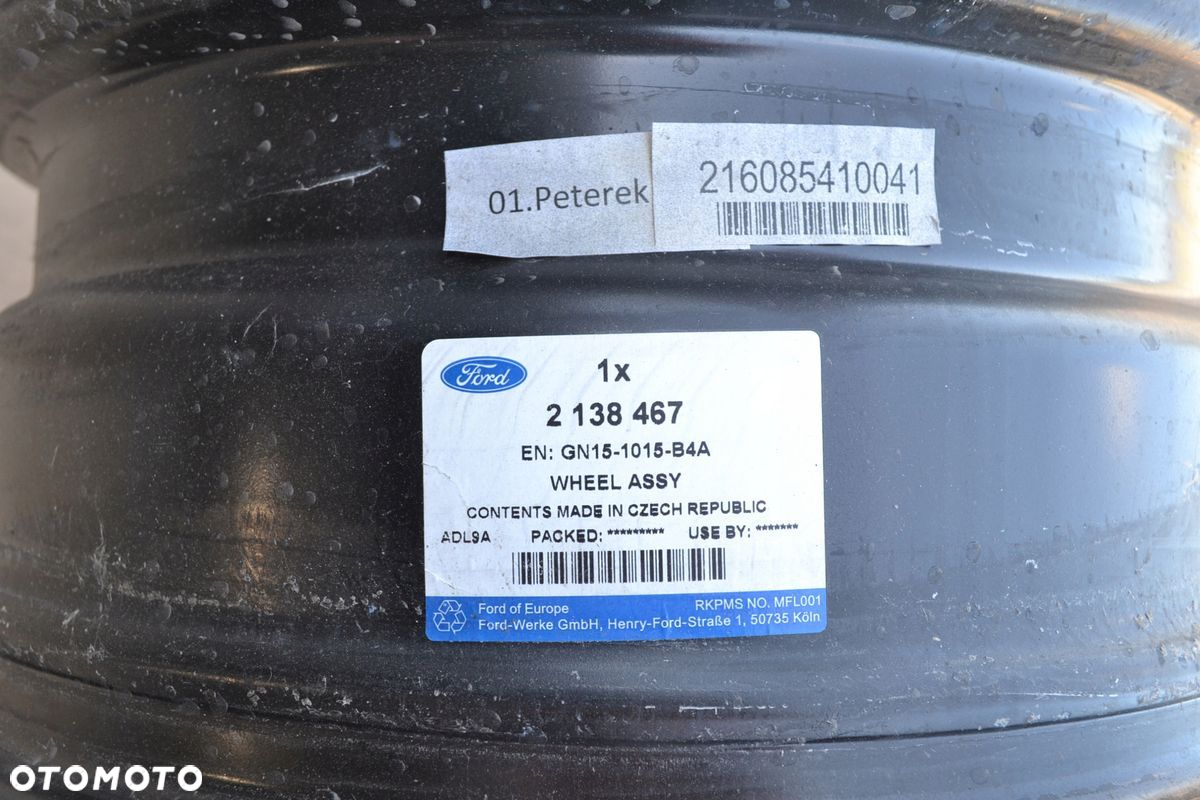 01.Peterek
216085410041
Ford
1x
2 138 467
EN: GN15-1015-B4A
WHEEL ASSY
CONTENTS MADE IN CZECH REPUBLIC
ADL9A PACKED: ********* USE BY: *******
Ford of Europe RKPMS NO. MFL001
Ford-Werke GmbH, Henry-Ford-Straße 1, 50735 Köln
OTOMOTO